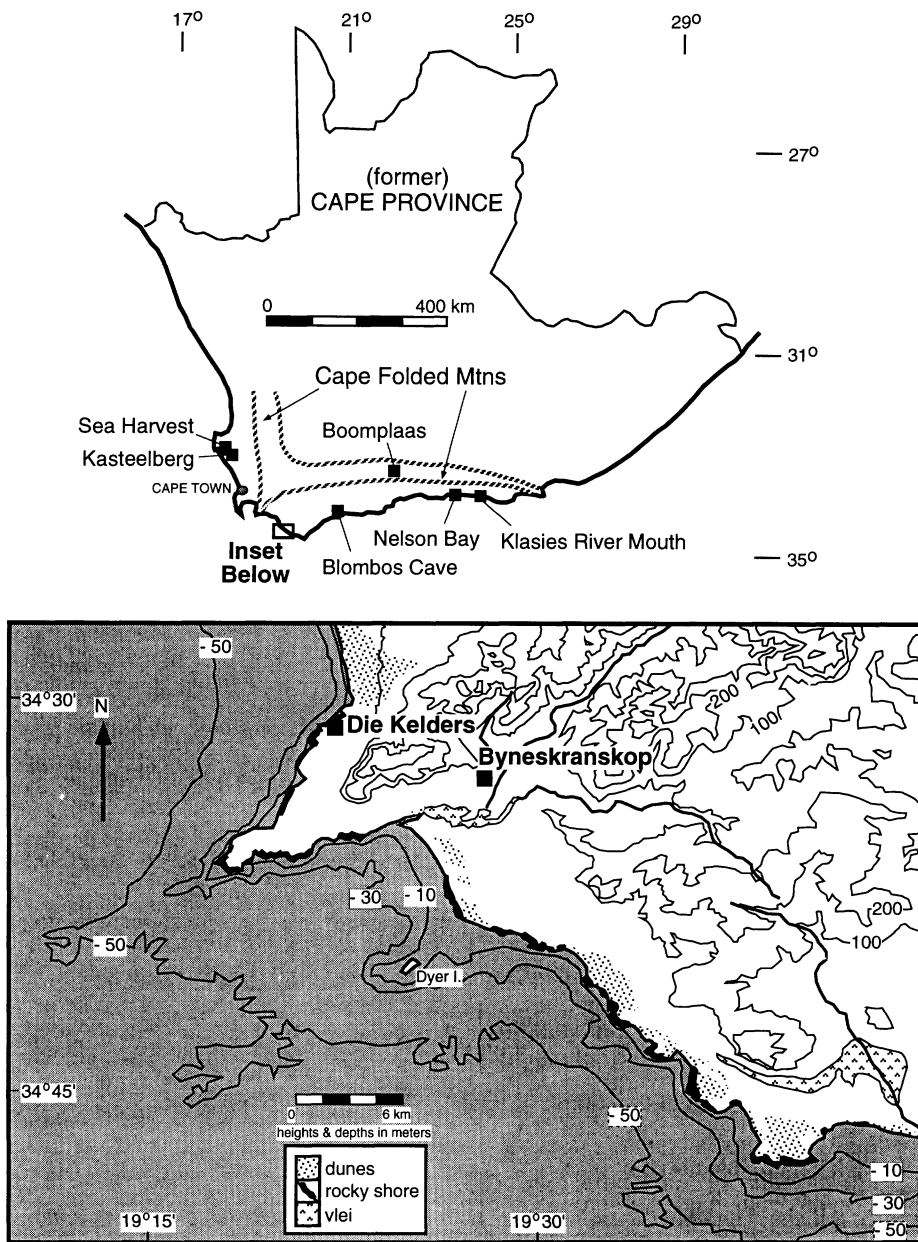 17° 21° 25° 29°
27°
(former)
CAPE PROVINCE
0 400 km
31°
Cape Folded Mtns
Sea Harvest
Boomplaas
Kasteelberg
CAPE TOWN
Nelson Bay
Klasies River Mouth
Inset
Below
Blombos Cave
35°
- 50
34°30'
N
Die Kelders
200
100
Byneskranskop
- 10
- 30
- 50
200
100
Dyer I.
34°45'
0 6 km
heights & depths in meters
- 50
dunes
rocky shore
vlei
- 10
- 30
- 50
19°15' 19°30'